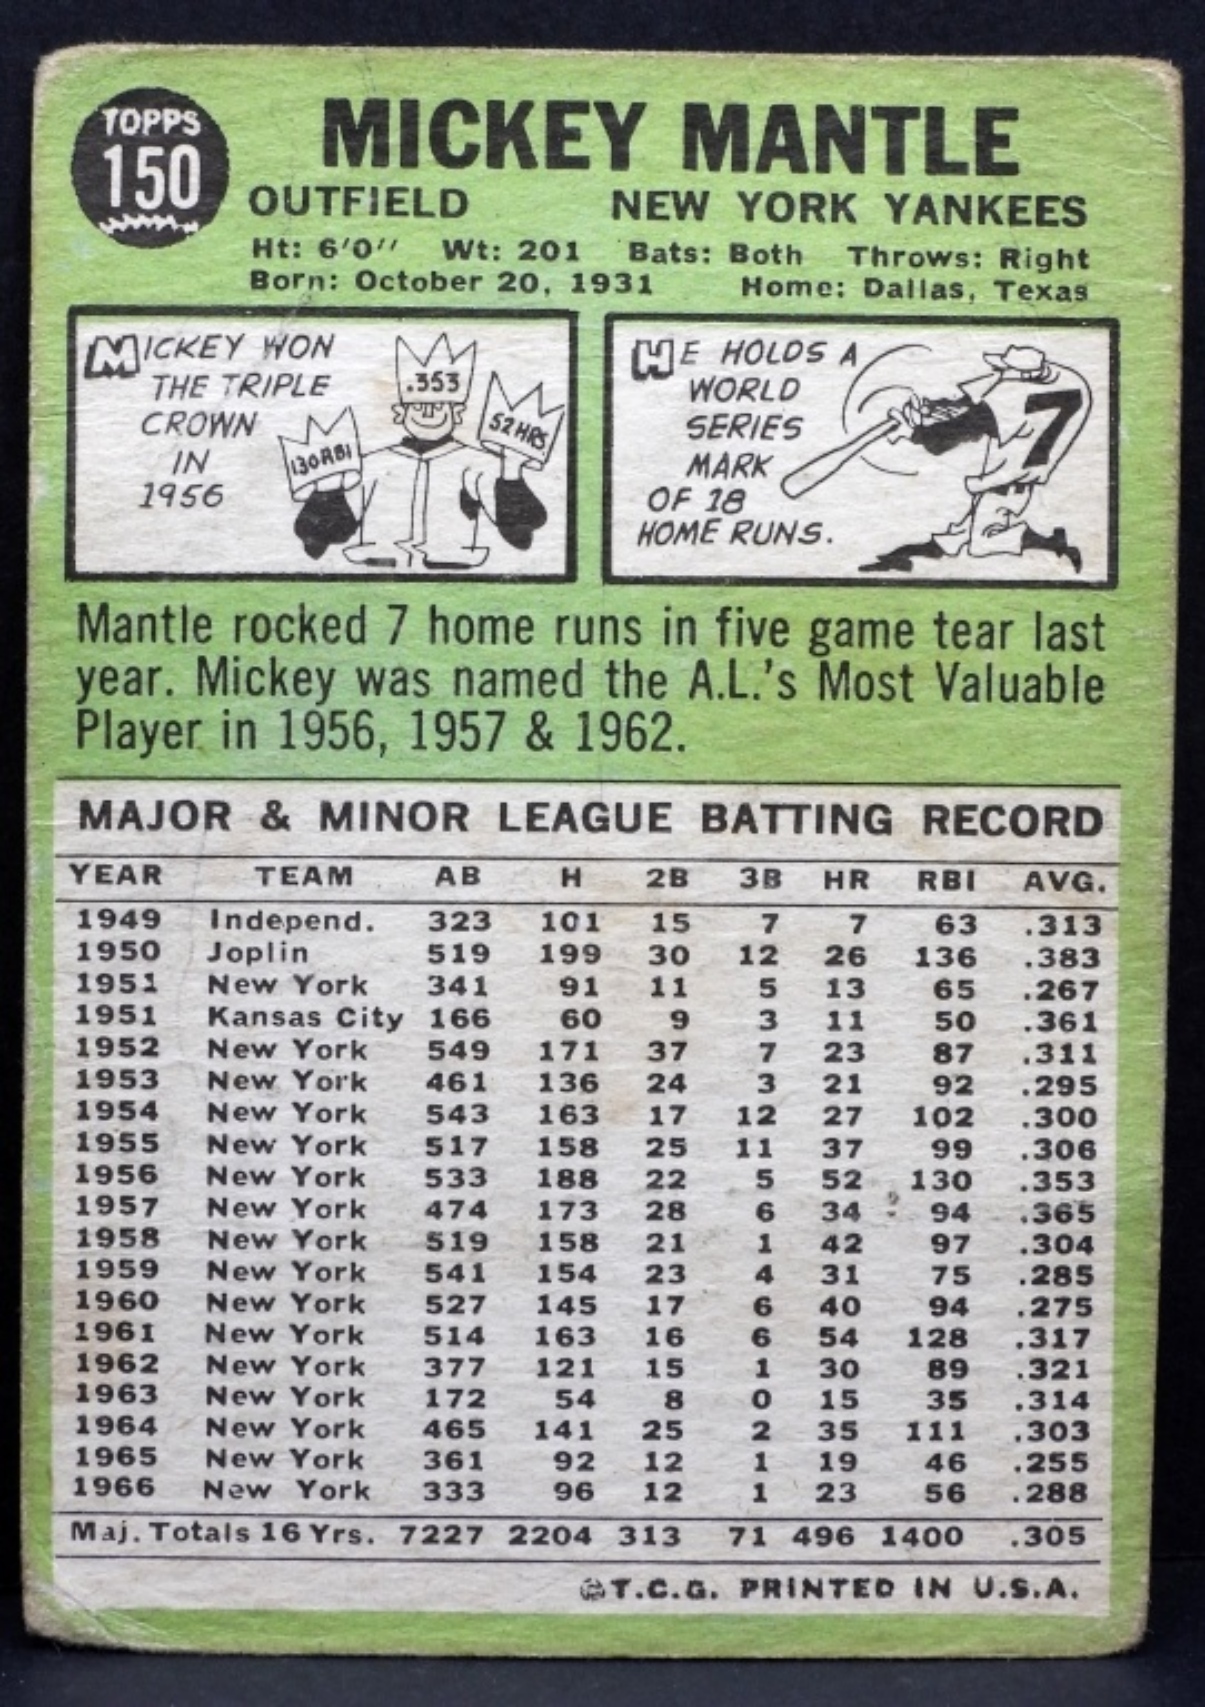 TOPPS
150
MICKEY MANTLE
OUTFIELD NEW YORK YANKEES
Ht: 6'0" Wt: 201 Bats: Both Throws: Right
Born: October 20, 1931 Home: Dallas, Texas
MICKEY WON
THE TRIPLE
CROWN
IN
1956
.353
130 RBI
52 HRS
HE HOLDS A
WORLD
SERIES
MARK
OF 18
HOME RUNS.
7
Mantle rocked 7 home runs in five game tear last
year. Mickey was named the A.L.'s Most Valuable
Player in 1956, 1957 & 1962.
MAJOR & MINOR LEAGUE BATTING RECORD
YEAR TEAM AB H 2B 3B HR RBI AVG.
1949 Independ. 323 101 15 7 7 63 .313
1950 Joplin 519 199 30 12 26 136 .383
1951 New York 341 91 11 5 13 65 .267
1951 Kansas City 166 60 9 3 11 50 .361
1952 New York 549 171 37 7 23 87 .311
1953 New York 461 136 24 3 21 92 .295
1954 New York 543 163 17 12 27 102 .300
1955 New York 517 158 25 11 37 99 .306
1956 New York 533 188 22 5 52 130 .353
1957 New York 474 173 28 6 34 94 .365
1958 New York 519 158 21 1 42 97 .304
1959 New York 541 154 23 4 31 75 .285
1960 New York 527 145 17 6 40 94 .275
1961 New York 514 163 16 6 54 128 .317
1962 New York 377 121 15 1 30 89 .321
1963 New York 172 54 8 0 15 35 .314
1964 New York 465 141 25 2 35 111 .303
1965 New York 361 92 12 1 19 46 .255
1966 New York 333 96 12 1 23 56 .288
Maj. Totals 16 Yrs. 7227 2204 313 71 496 1400 .305
©T.C.G. PRINTED IN U.S.A.